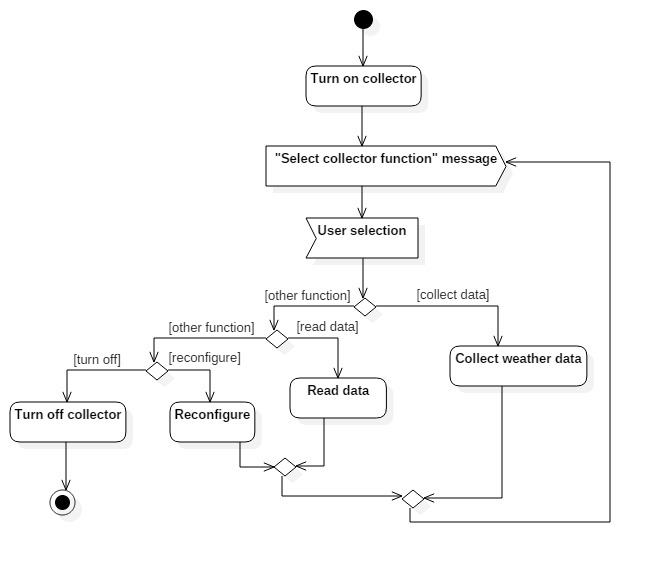 Turn on collector
"Select collector function" message
User selection
[other function]
[collect data]
[other function]
[read data]
[turn off]
[reconfigure]
Collect weather data
Read data
Turn off collector
Reconfigure